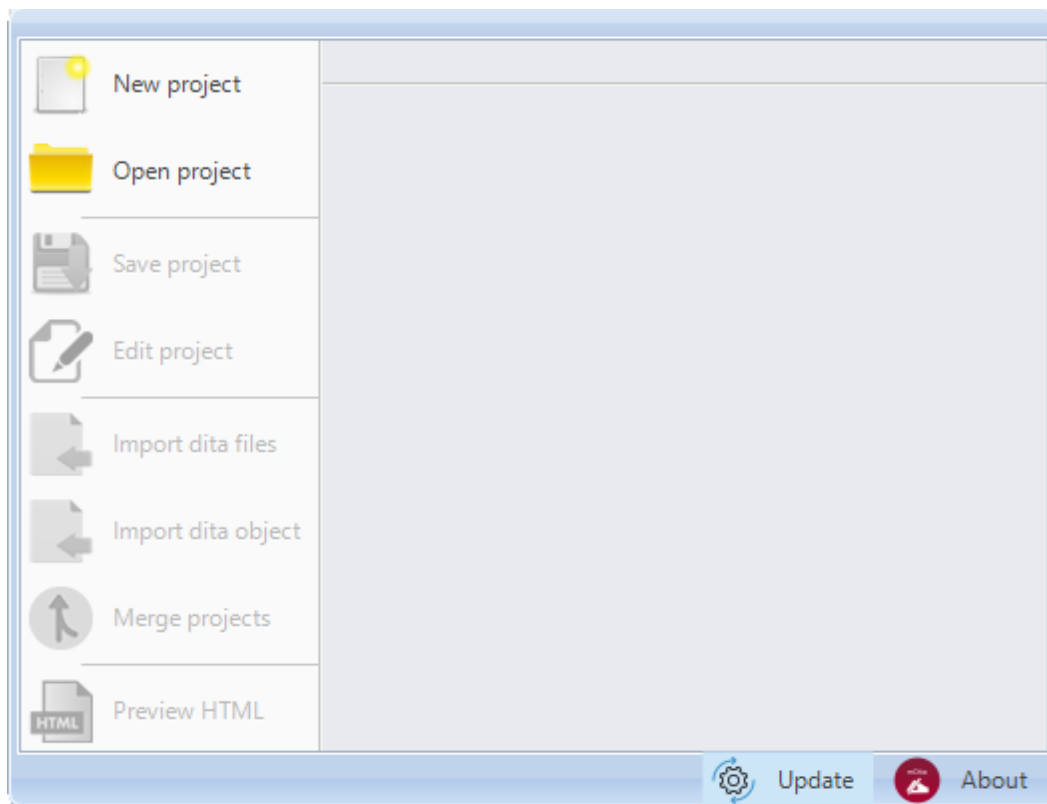 New project
Open project
Save project
Edit project
Import dita files
Import dita object
Merge projects
HTML
Preview HTML
Update
About